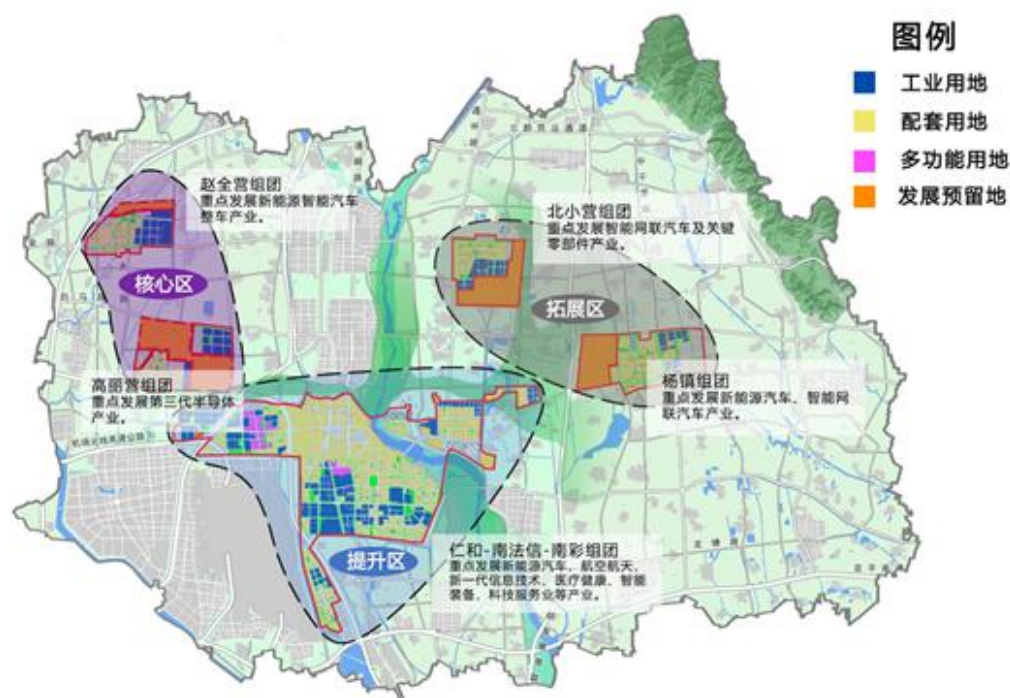 图例
工业用地
配套用地
多功能用地
发展预留地
赵全营组团
重点发展新能源智能汽车
整车产业。
北小营组团
重点发展智能网联汽车及关键
零部件产业。
核心区
拓展区
高丽营组团
重点发展第三代半导体
产业。
杨镇组团
重点发展新能源汽车、智能网
联汽车产业。
机场北线高速公路
提升区
仁和-南法信-南彩组团
重点发展新能源汽车、航空航天、
新一代信息技术、医疗健康、智能
装备、科技服务业等产业。